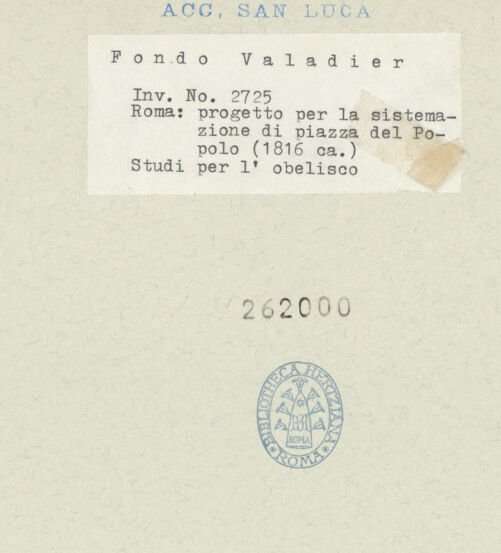 ACC, SAN LUCA
Fondo Valadier
Inv. No. 2725
Roma: progetto per la sistema-
zione di piazza del Po-
polo (1816 ca.)
Studi per l' obelisco
262000
BIBLIOTHECA HERTZIANA
ROMA
* ROMA *